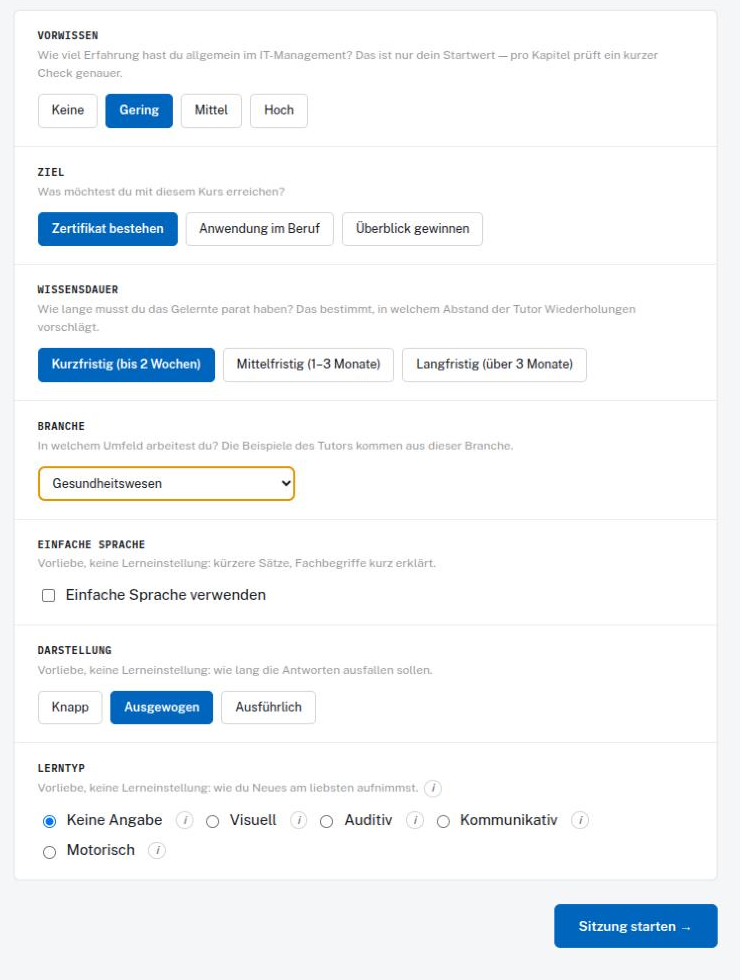 VORWISSEN
Wie viel Erfahrung hast du allgemein im IT-Management? Das ist nur dein Startwert — pro Kapitel prüft ein kurzer
Check genauer.
Keine Gering Mittel Hoch
ZIEL
Was möchtest du mit diesem Kurs erreichen?
Zertifikat bestehen Anwendung im Beruf Überblick gewinnen
WISSENSDAUER
Wie lange musst du das Gelernte parat haben? Das bestimmt, in welchem Abstand der Tutor Wiederholungen
vorschlägt.
Kurzfristig (bis 2 Wochen) Mittelfristig (1–3 Monate) Langfristig (über 3 Monate)
BRANCHE
In welchem Umfeld arbeitest du? Die Beispiele des Tutors kommen aus dieser Branche.
Gesundheitswesen
EINFACHE SPRACHE
Vorliebe, keine Lerneinstellung: kürzere Sätze, Fachbegriffe kurz erklärt.
Einfache Sprache verwenden
DARSTELLUNG
Vorliebe, keine Lerneinstellung: wie lang die Antworten ausfallen sollen.
Knapp Ausgewogen Ausführlich
LERNTYP
Vorliebe, keine Lerneinstellung: wie du Neues am liebsten aufnimmst. i
Keine Angabe i Visuell i Auditiv i Kommunikativ i
Motorisch i
Sitzung starten →